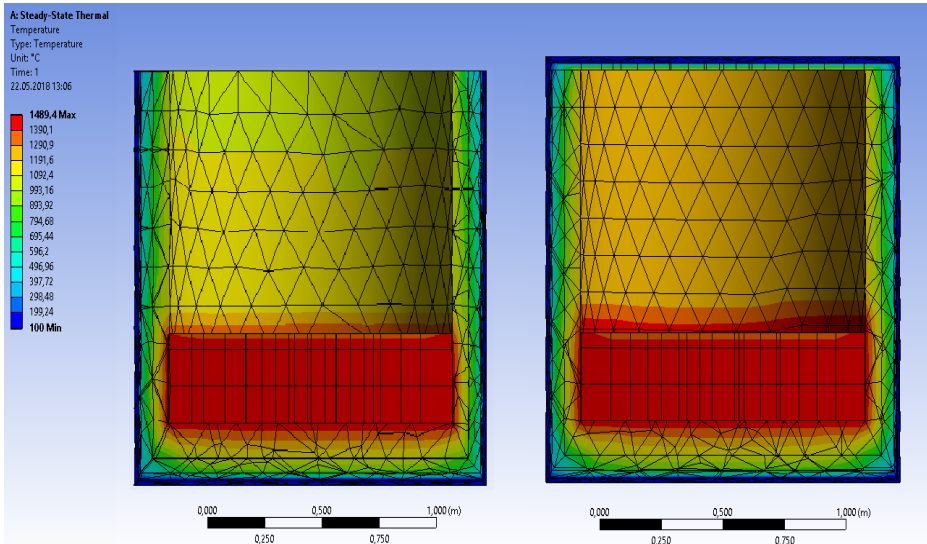 A: Steady-State Thermal
Temperature
Type: Temperature
Unit: °C
Time: 1
22.05.2018 13:06
1489,4 Max
1390,1
1290,9
1191,6
1092,4
993,16
893,92
794,68
695,44
596,2
496,96
397,72
298,48
199,24
100 Min
0,000 0,500 1,000 (m)
0,250 0,750
0,000 0,500 1,000 (m)
0,250 0,750